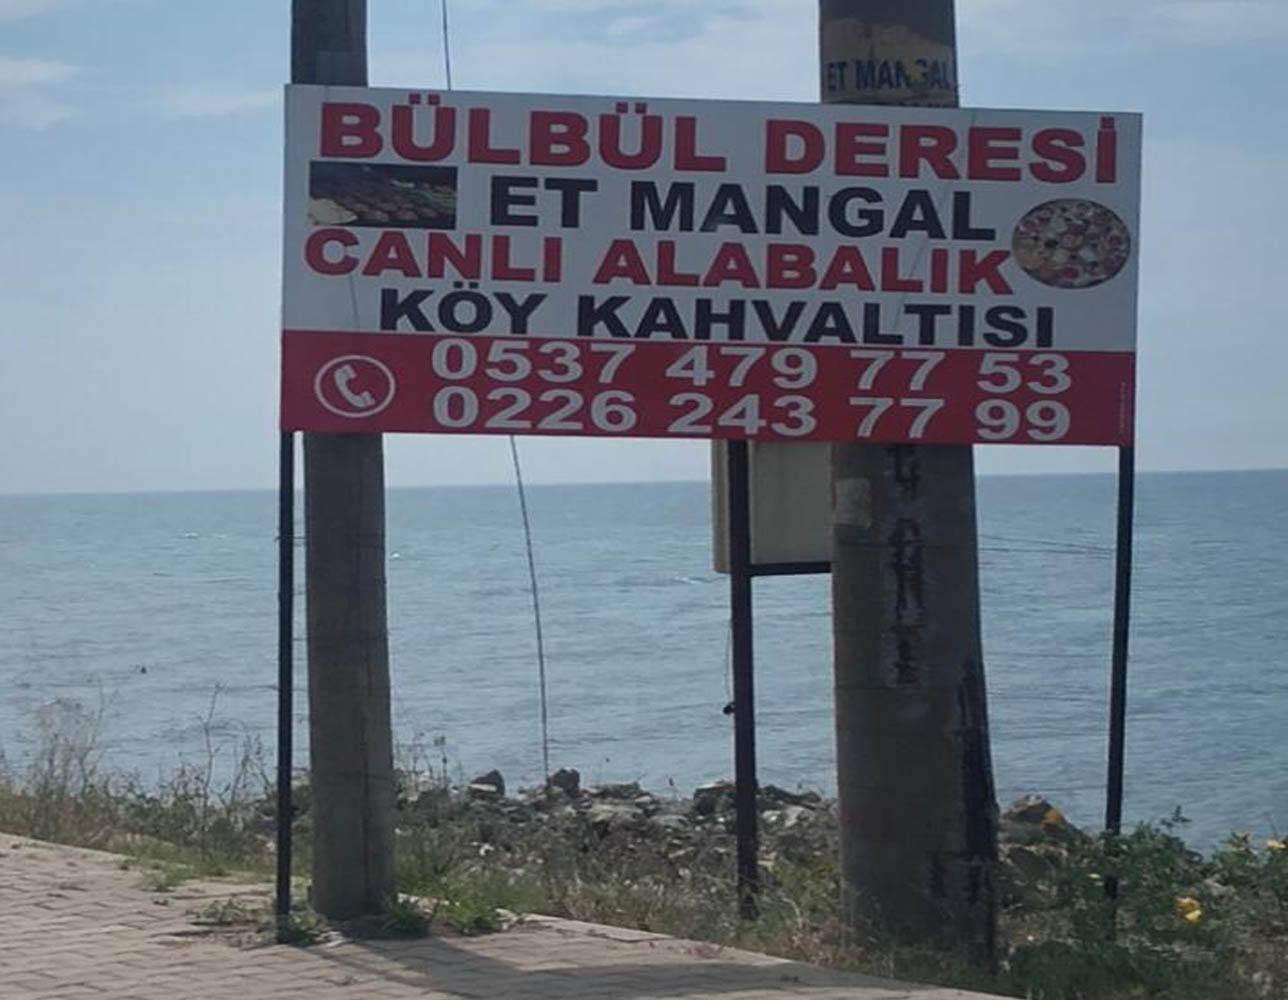 ET MANGAL
BÜLBÜL DERESİ
ET MANGAL
CANLI ALABALIK
KÖY KAHVALTISI
0537 479 77 53
0226 243 77 99